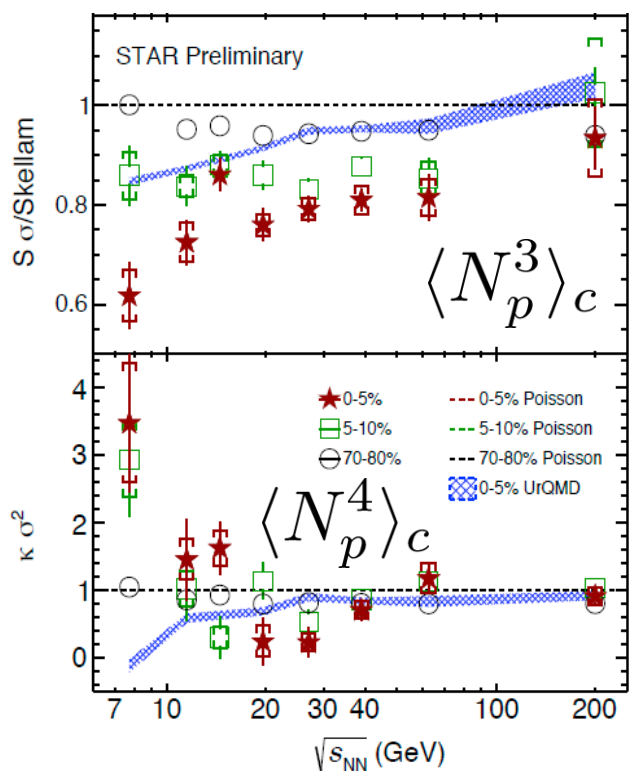 STAR Preliminary
1.2
1
0.8
0.6
S σ/Skellam
⟨N_p^3⟩_c
4
3
2
1
0
κ σ²
0-5%
5-10%
70-80%
0-5% Poisson
5-10% Poisson
70-80% Poisson
0-5% UrQMD
⟨N_p^4⟩_c
7 10 20 30 40 100 200
√s_NN (GeV)